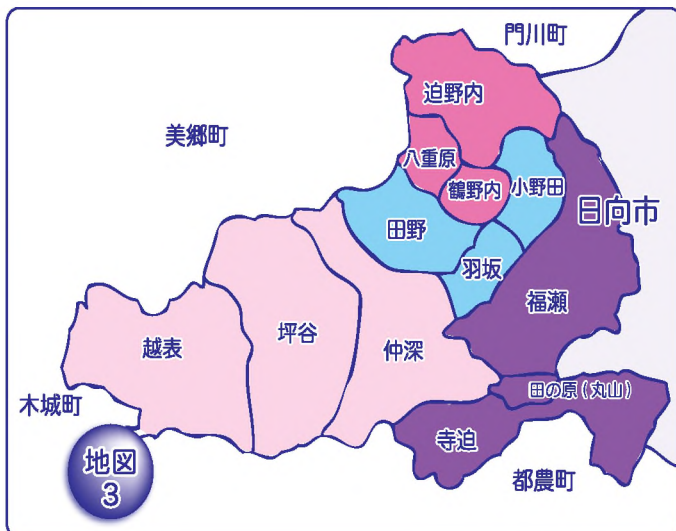 門川町
迫野内
美郷町
八重原
鶴野内
小野田
日向市
田野
羽坂
福瀬
越表
坪谷
仲深
木城町
田の原(丸山)
寺迫
都農町
地図
3